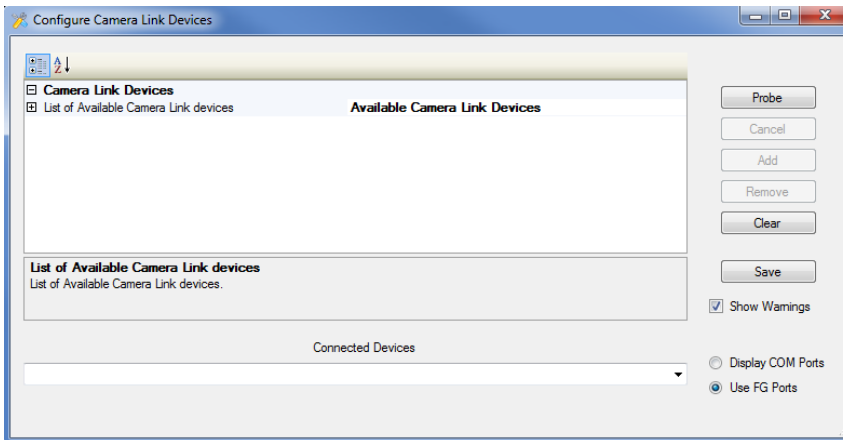 Configure Camera Link Devices
Camera Link Devices
List of Available Camera Link devices Available Camera Link Devices
List of Available Camera Link devices
List of Available Camera Link devices.
Connected Devices
Probe
Cancel
Add
Remove
Clear
Save
Show Warnings
Display COM Ports
Use FG Ports